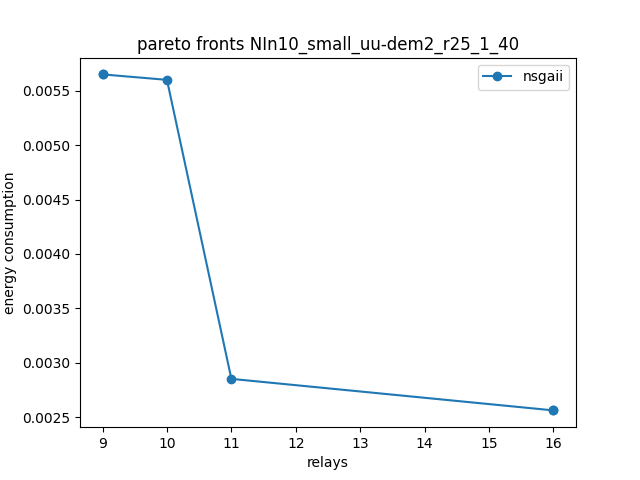 pareto fronts NIn10_small_uu-dem2_r25_1_40
nsgaii
energy consumption
0.0055
0.0050
0.0045
0.0040
0.0035
0.0030
0.0025
9 10 11 12 13 14 15 16
relays